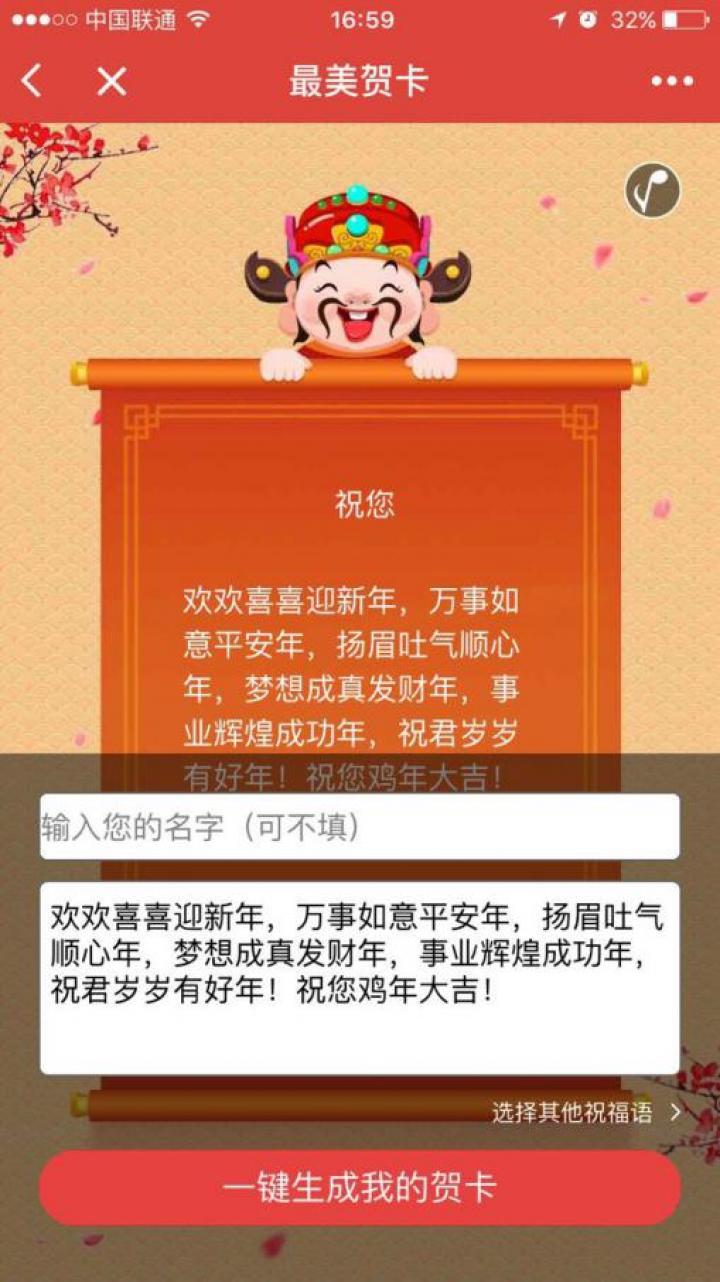 中国联通 16:59 32%
最美贺卡
祝您
欢欢喜喜迎新年，万事如
意平安年，扬眉吐气顺心
年，梦想成真发财年，事
业辉煌成功年，祝君岁岁
有好年！祝您鸡年大吉！
输入您的名字（可不填）
欢欢喜喜迎新年，万事如意平安年，扬眉吐气
顺心年，梦想成真发财年，事业辉煌成功年，
祝君岁岁有好年！祝您鸡年大吉！
选择其他祝福语 >
一键生成我的贺卡